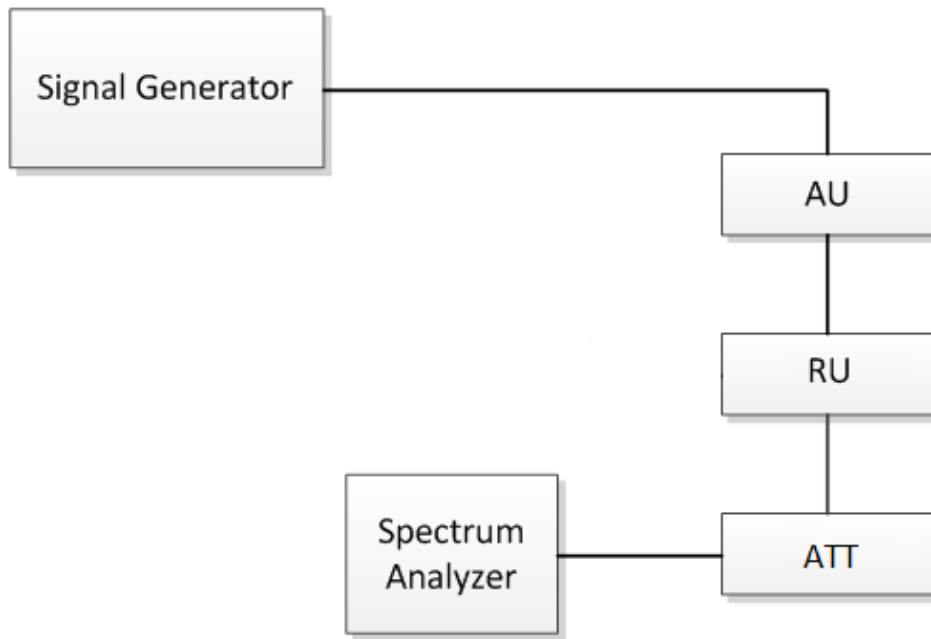 Signal Generator
AU
RU
Spectrum
Analyzer
ATT